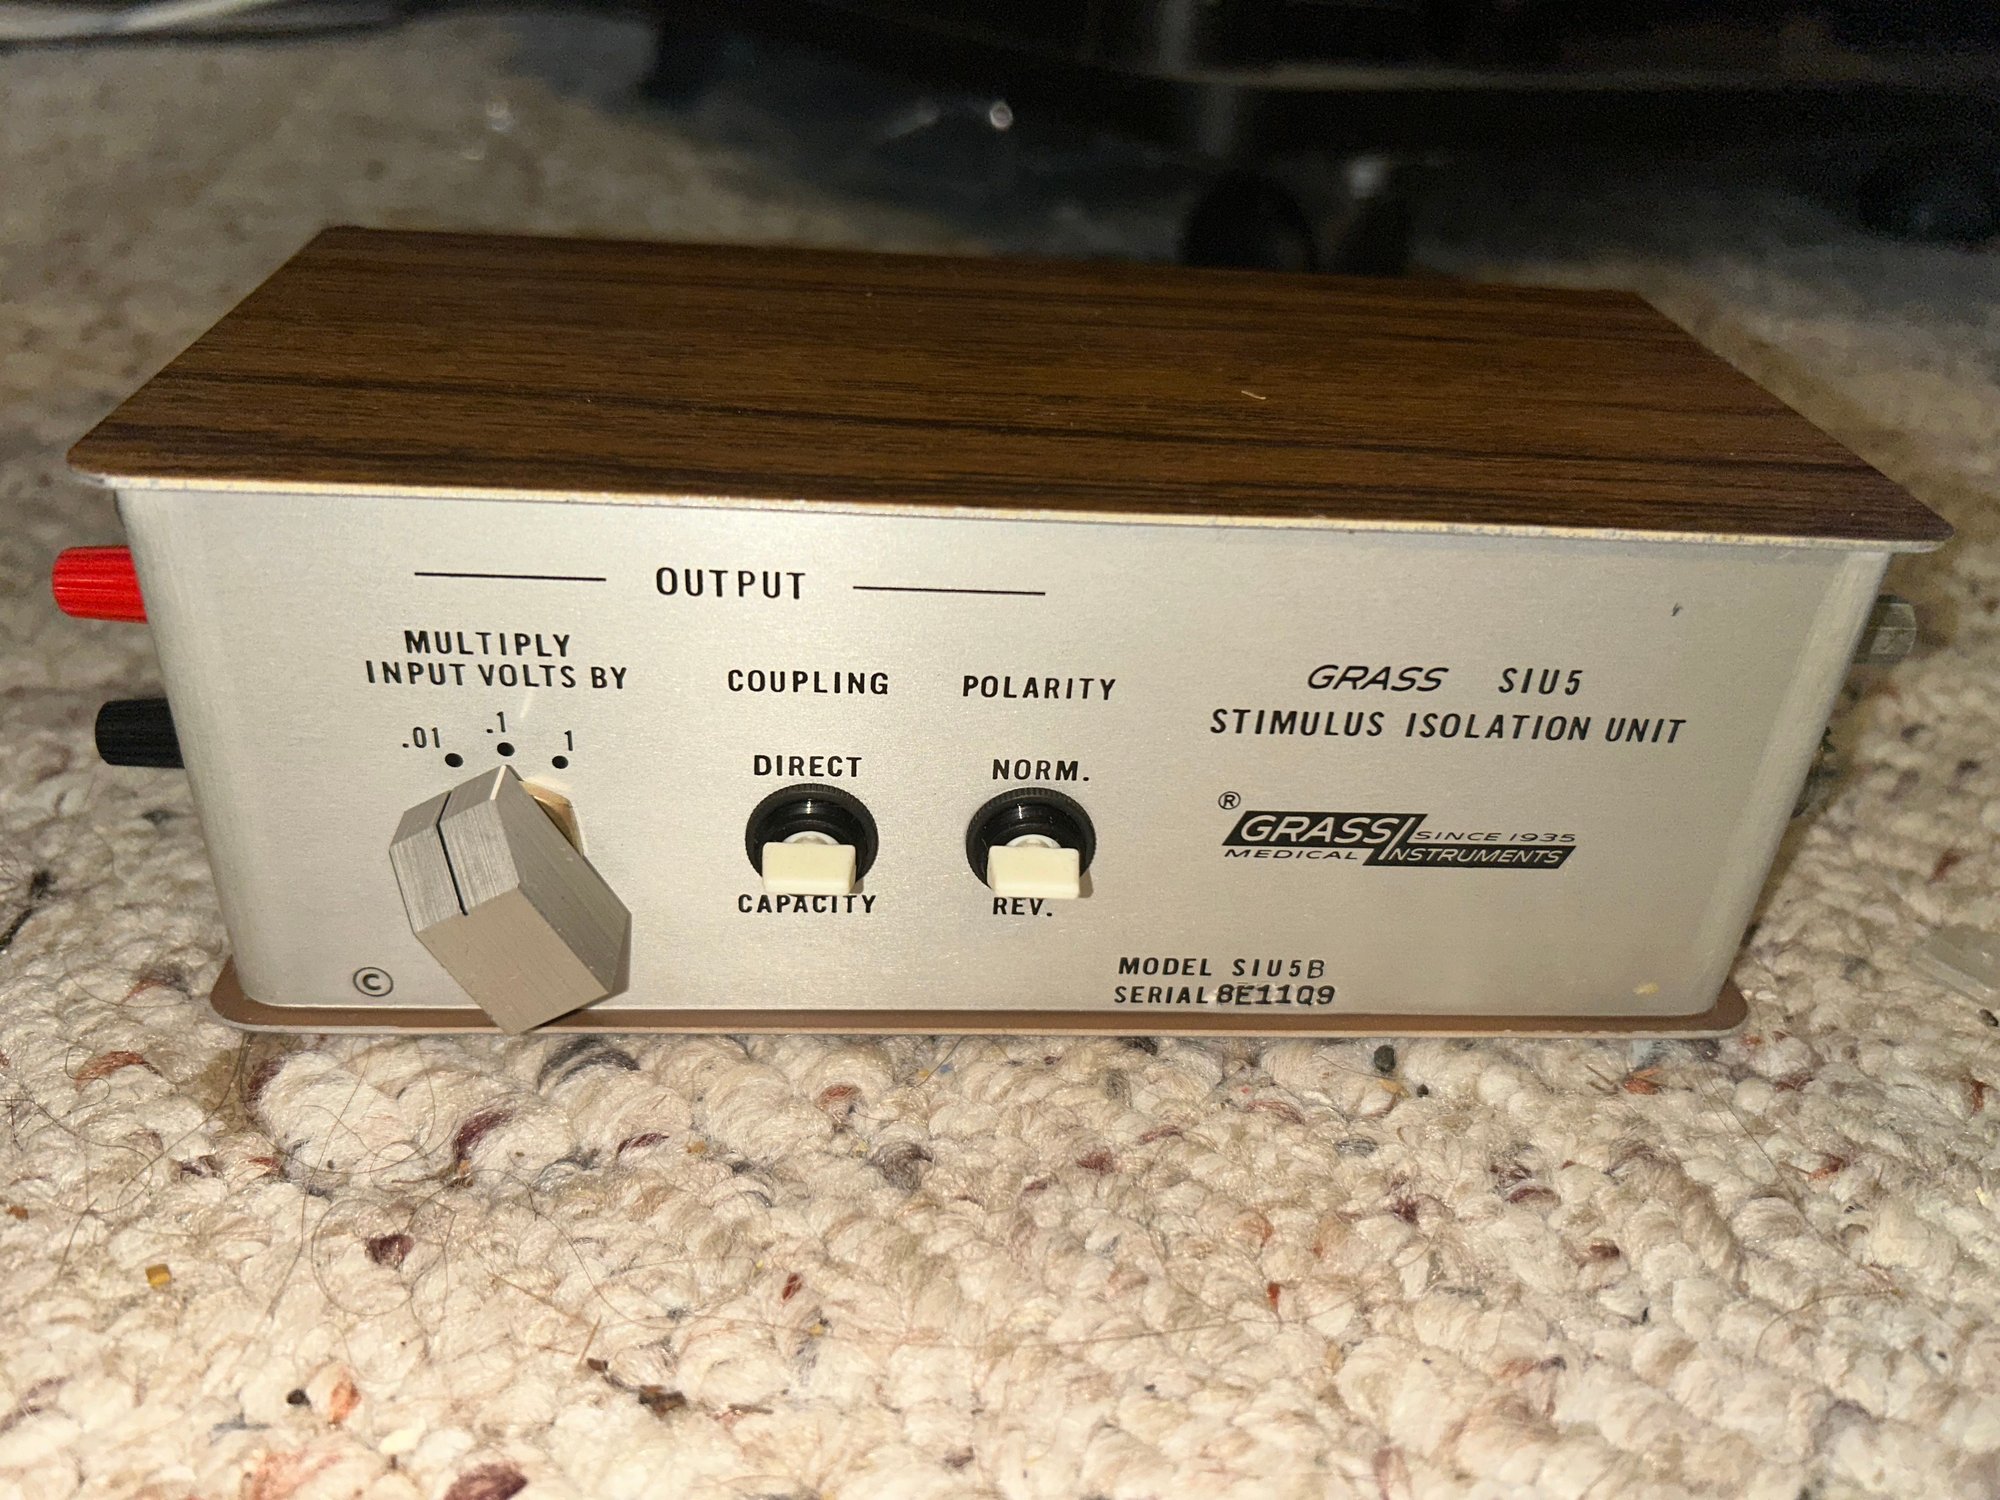 OUTPUT
MULTIPLY
INPUT VOLTS BY
.01 .1 1
COUPLING
DIRECT
CAPACITY
POLARITY
NORM.
REV.
GRASS SIU5
STIMULUS ISOLATION UNIT
®
GRASS SINCE 1935
MEDICAL INSTRUMENTS
MODEL SIU5B
SERIAL 8E11Q9
©